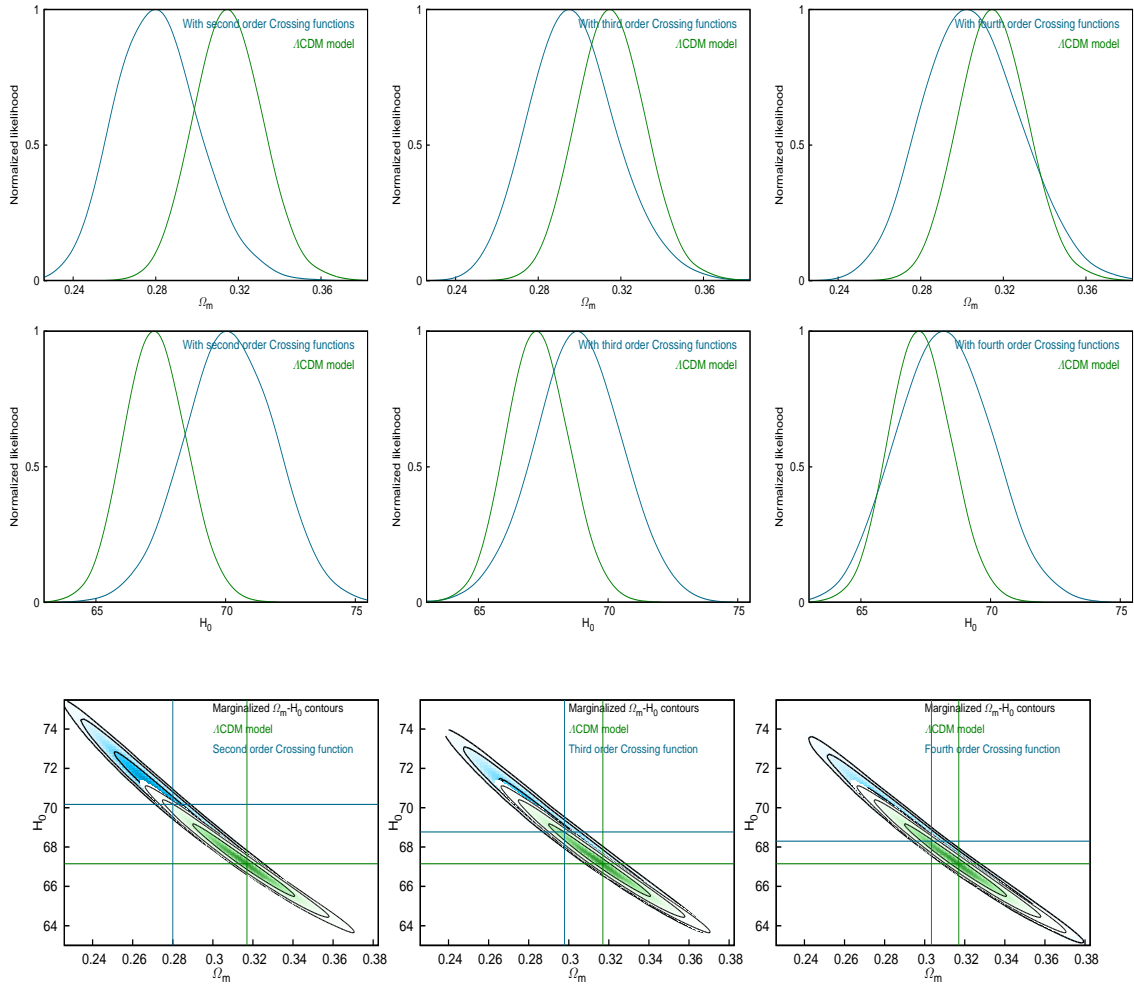 With second order Crossing functions
ΛCDM model
Normalized likelihood
1
0.5
0
0.24 0.28 0.32 0.36
Ωm
With third order Crossing functions
ΛCDM model
Normalized likelihood
1
0.5
0
0.24 0.28 0.32 0.36
Ωm
With fourth order Crossing functions
ΛCDM model
Normalized likelihood
1
0.5
0
0.24 0.28 0.32 0.36
Ωm
With second order Crossing functions
ΛCDM model
Normalized likelihood
1
0.5
0
65 70 75
H0
With third order Crossing functions
ΛCDM model
Normalized likelihood
1
0.5
0
65 70 75
H0
With fourth order Crossing functions
ΛCDM model
Normalized likelihood
1
0.5
0
65 70 75
H0
Marginalized Ωm-H0 contours
ΛCDM model
Second order Crossing function
H0
74
72
70
68
66
64
0.24 0.26 0.28 0.3 0.32 0.34 0.36 0.38
Ωm
Marginalized Ωm-H0 contours
ΛCDM model
Third order Crossing function
H0
74
72
70
68
66
64
0.24 0.26 0.28 0.3 0.32 0.34 0.36 0.38
Ωm
Marginalized Ωm-H0 contours
ΛCDM model
Fourth order Crossing function
H0
74
72
70
68
66
64
0.24 0.26 0.28 0.3 0.32 0.34 0.36 0.38
Ωm